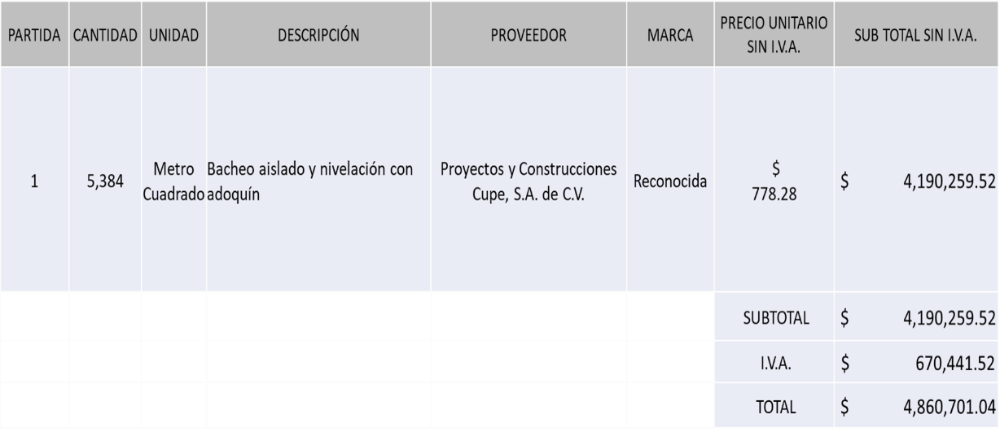 PARTIDA CANTIDAD UNIDAD DESCRIPCIÓN PROVEEDOR MARCA PRECIO UNITARIO SIN I.V.A. SUB TOTAL SIN I.V.A.
1 5,384 Metro Cuadrado Bacheo aislado y nivelación con adoquín Proyectos y Construcciones Cupe, S.A. de C.V. Reconocida $ 778.28 $ 4,190,259.52
SUBTOTAL $ 4,190,259.52
I.V.A. $ 670,441.52
TOTAL $ 4,860,701.04